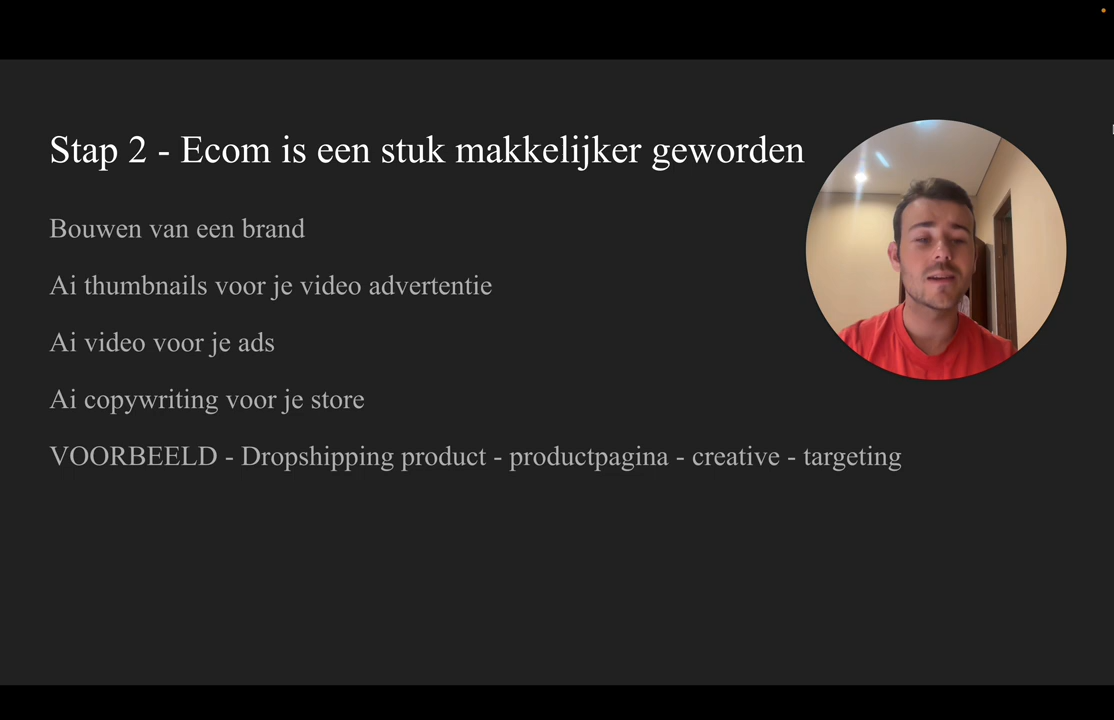 Stap 2 - Ecom is een stuk makkelijker geworden
Bouwen van een brand
Ai thumbnails voor je video advertentie
Ai video voor je ads
Ai copywriting voor je store
VOORBEELD - Dropshipping product - productpagina - creative - targeting